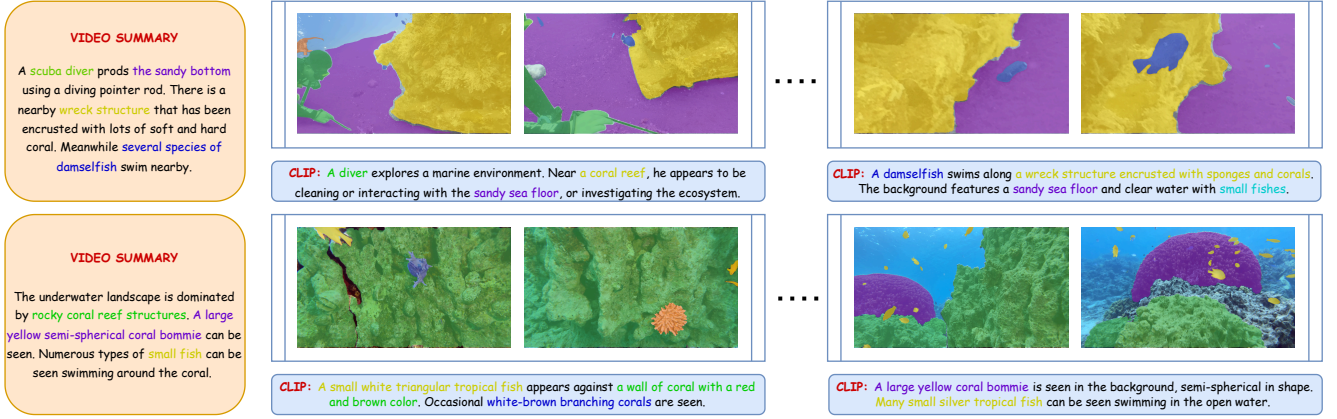 VIDEO SUMMARY
A scuba diver prods the sandy bottom
using a diving pointer rod. There is a
nearby wreck structure that has been
encrusted with lots of soft and hard
coral. Meanwhile several species of
damselfish swim nearby.
CLIP: A diver explores a marine environment. Near a coral reef, he appears to be
cleaning or interacting with the sandy sea floor, or investigating the ecosystem.
....
CLIP: A damselfish swims along a wreck structure encrusted with sponges and corals.
The background features a sandy sea floor and clear water with small fishes.
VIDEO SUMMARY
The underwater landscape is dominated
by rocky coral reef structures. A large
yellow semi-spherical coral bommie can be
seen. Numerous types of small fish can be
seen swimming around the coral.
CLIP: A small white triangular tropical fish appears against a wall of coral with a red
and brown color. Occasional white-brown branching corals are seen.
....
CLIP: A large yellow coral bommie is seen in the background, semi-spherical in shape.
Many small silver tropical fish can be seen swimming in the open water.